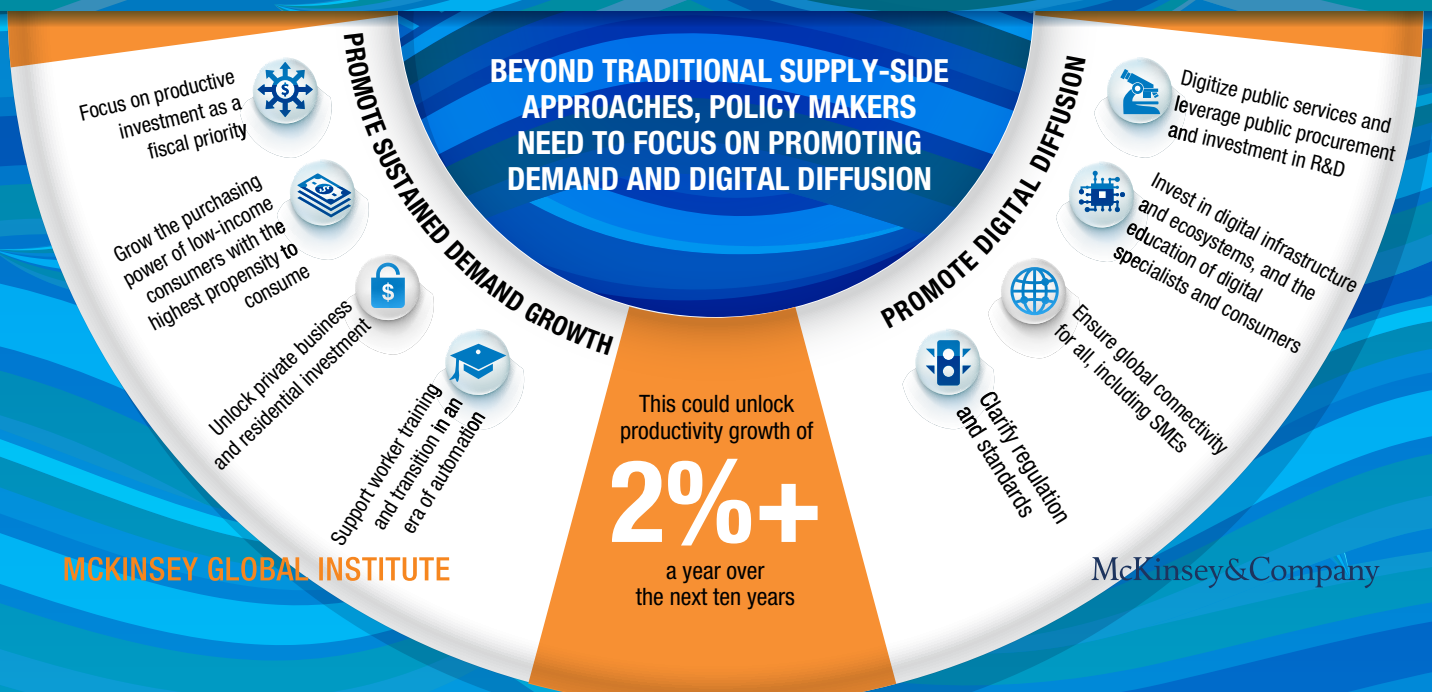 BEYOND TRADITIONAL SUPPLY-SIDE
APPROACHES, POLICY MAKERS
NEED TO FOCUS ON PROMOTING
DEMAND AND DIGITAL DIFFUSION
PROMOTE SUSTAINED DEMAND GROWTH
Focus on productive
investment as a
fiscal priority
Grow the purchasing
power of low-income
consumers with the
highest propensity to
consume
Unlock private business
and residential investment
Support worker training
and transition in an
era of automation
This could unlock
productivity growth of
2%+
a year over
the next ten years
PROMOTE DIGITAL DIFFUSION
Digitize public services and
leverage public procurement
and investment in R&D
Invest in digital infrastructure
and ecosystems, and the
education of digital
specialists and consumers
Ensure global connectivity
for all, including SMEs
Clarify regulation
and standards
MCKINSEY GLOBAL INSTITUTE
McKinsey&Company
$
$
$